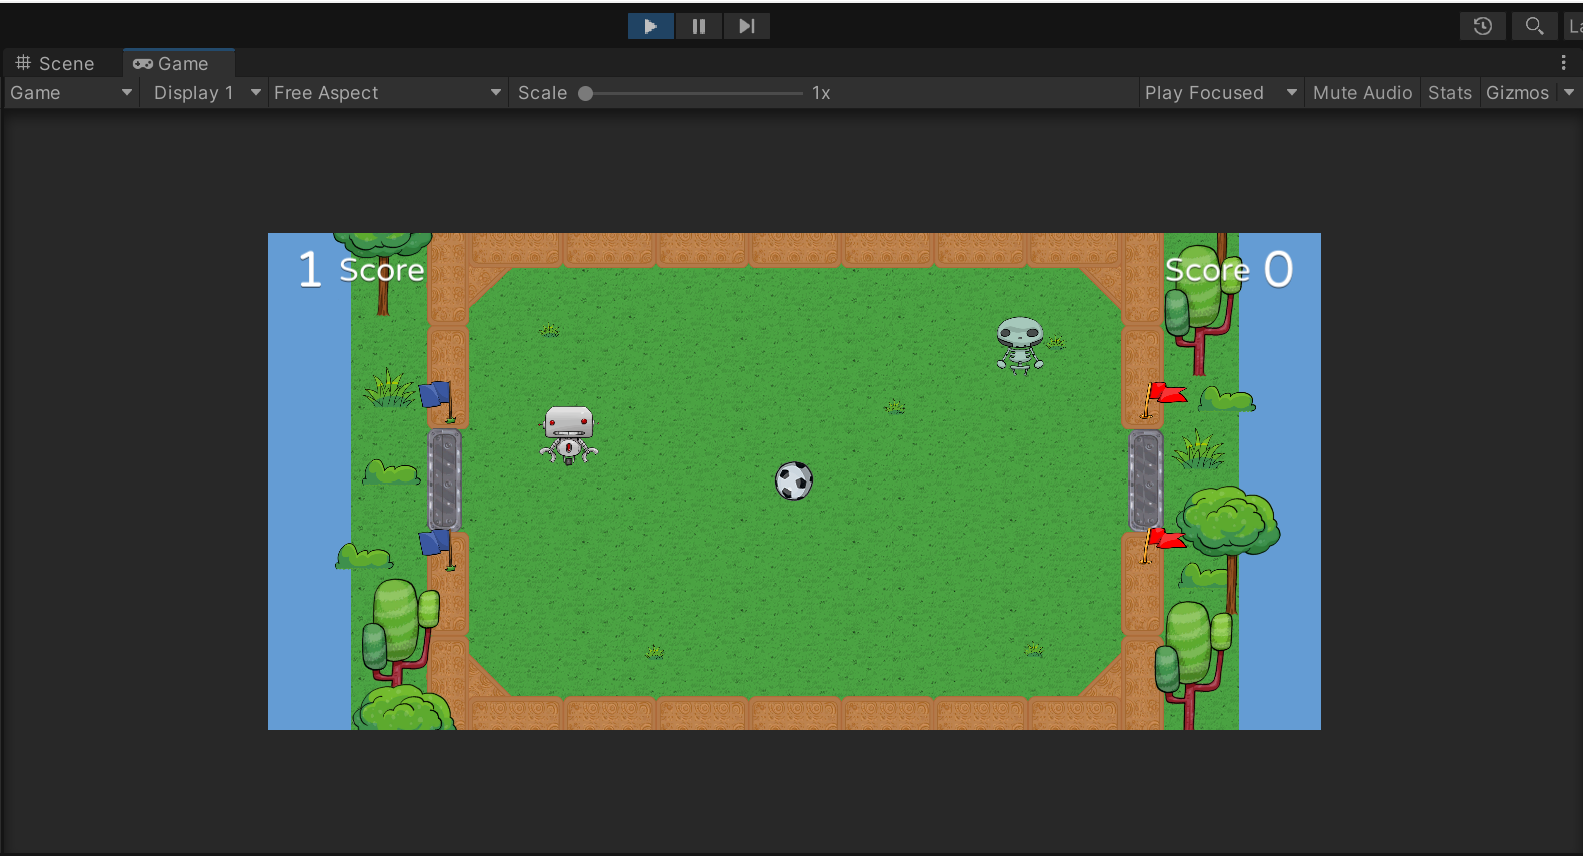 La
Scene Game
Game Display 1 Free Aspect Scale 1x Play Focused Mute Audio Stats Gizmos
1 Score Score 0